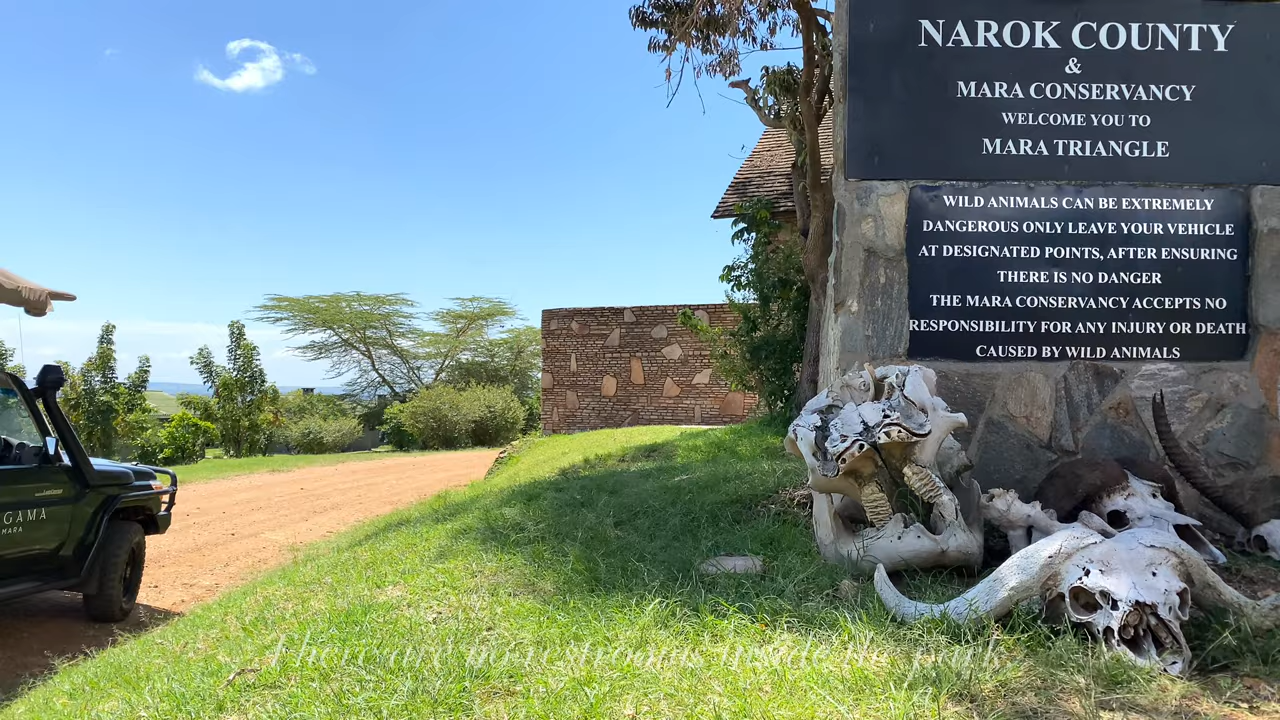 NAROK COUNTY
&
MARA CONSERVANCY
WELCOME YOU TO
MARA TRIANGLE
WILD ANIMALS CAN BE EXTREMELY
DANGEROUS ONLY LEAVE YOUR VEHICLE
AT DESIGNATED POINTS, AFTER ENSURING
THERE IS NO DANGER
THE MARA CONSERVANCY ACCEPTS NO
RESPONSIBILITY FOR ANY INJURY OR DEATH
CAUSED BY WILD ANIMALS
GAMA
MARA
There are no restrooms inside the park